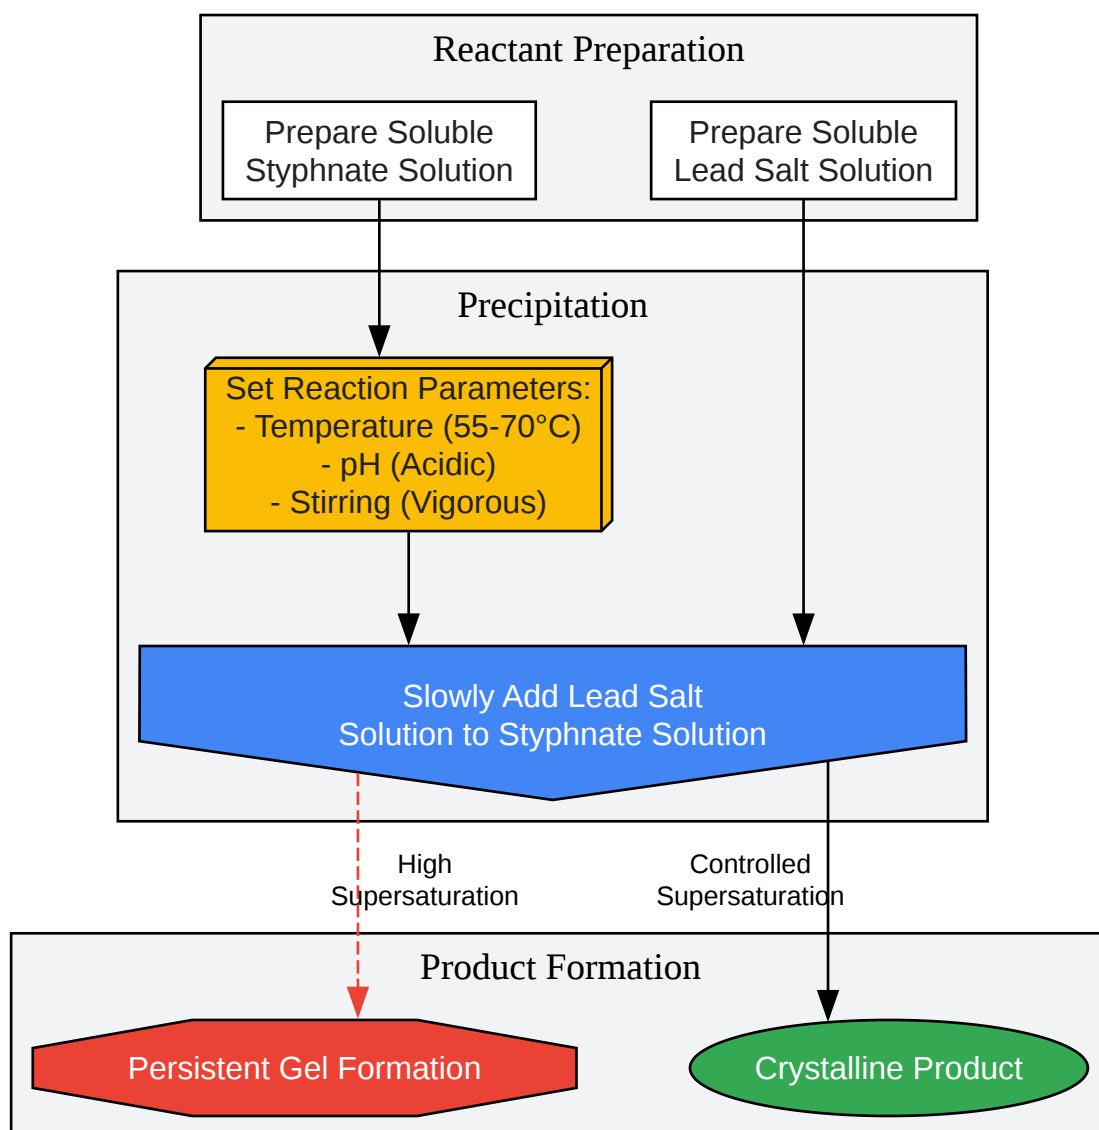 Reactant Preparation
Prepare Soluble
Styphnate Solution
Prepare Soluble
Lead Salt Solution
Precipitation
Set Reaction Parameters:
- Temperature (55-70°C)
- pH (Acidic)
- Stirring (Vigorous)
Slowly Add Lead Salt
Solution to Styphnate Solution
High
Supersaturation
Controlled
Supersaturation
Product Formation
Persistent Gel Formation
Crystalline Product